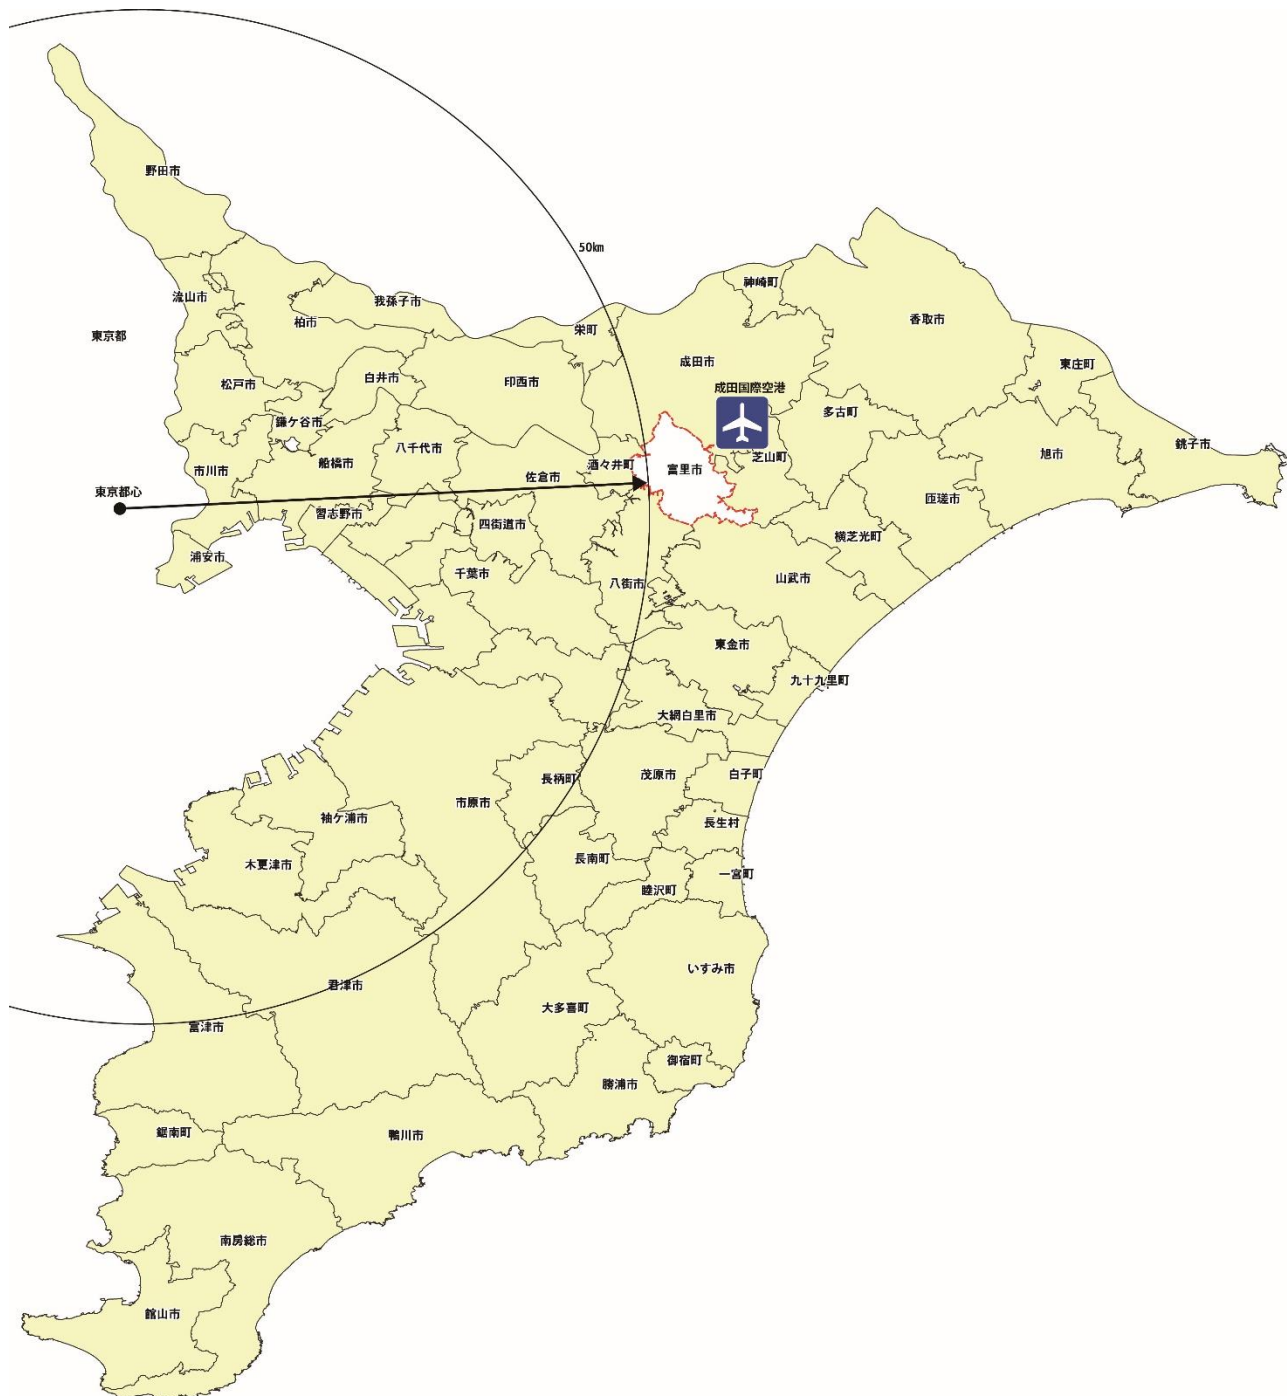 野田市
50km
神崎町
流山市
我孫子市
香取市
柏市
栄町
東京都
成田市
東庄町
松戸市
白井市
印西市
成田国際空港
多古町
鎌ケ谷市
八千代市
銚子市
旭市
芝山町
船橋市
酒々井町
市川市
富里市
佐倉市
東京都心
匝瑳市
習志野市
四街道市
横芝光町
浦安市
千葉市
八街市
山武市
東金市
九十九里町
大網白里市
茂原市
白子町
長柄町
市原市
袖ケ浦市
長生村
長南町
木更津市
一宮町
睦沢町
いすみ市
君津市
大多喜町
富津市
御宿町
勝浦市
鋸南町
鴨川市
南房総市
館山市